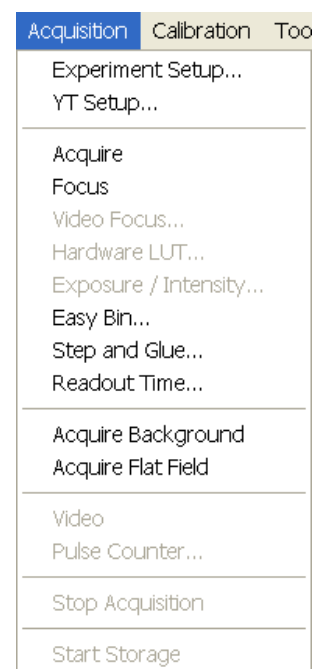 Acquisition Calibration Too
Experiment Setup...
YT Setup...
Acquire
Focus
Video Focus...
Hardware LUT...
Exposure / Intensity...
Easy Bin...
Step and Glue...
Readout Time...
Acquire Background
Acquire Flat Field
Video
Pulse Counter...
Stop Acquisition
Start Storage